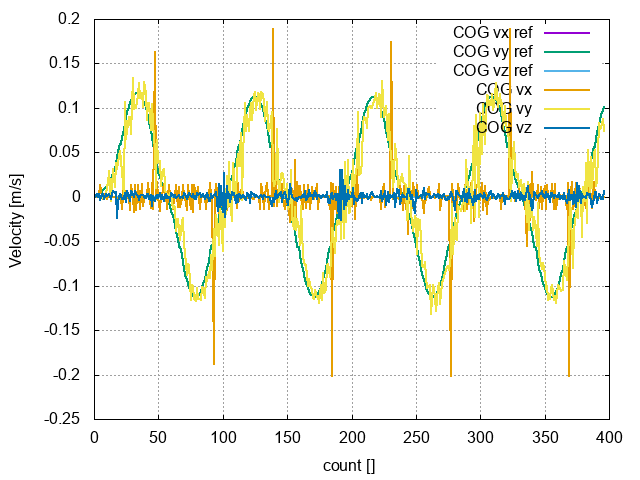 0.2
0.15
0.1
0.05
0
-0.05
-0.1
-0.15
-0.2
-0.25
0 50 100 150 200 250 300 350 400
Velocity [m/s]
count []
COG vx ref
COG vy ref
COG vz ref
COG vx
COG vy
COG vz